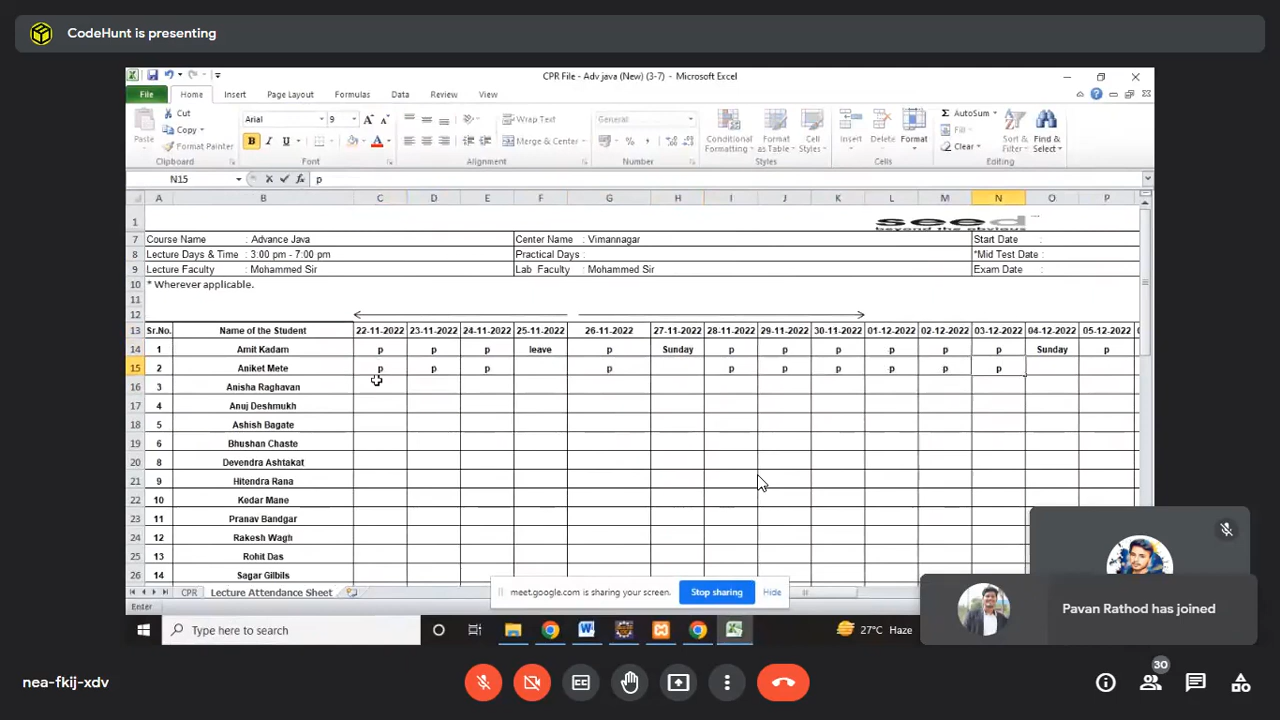 CodeHunt is presenting
CPR File - Adv java (New) (3-7) - Microsoft Excel
File Home Insert Page Layout Formulas Data Review View
Cut
Copy
Format Painter
Paste
Clipboard
Arial 9
B I U
Font
Wrap Text
Merge & Center
Alignment
General
Number
Conditional Formatting
Format as Table
Cell Styles
Styles
Insert Delete Format
Cells
AutoSum
Fill
Clear
Sort & Filter
Find & Select
Editing
N15 fx p
A B C D E F G H I J K L M N O P
1 seed
beyond the obvious
7 Course Name : Advance Java Center Name : Vimannagar Start Date :
8 Lecture Days & Time : 3:00 pm - 7:00 pm Practical Days : *Mid Test Date :
9 Lecture Faculty : Mohammed Sir Lab Faculty : Mohammed Sir Exam Date :
10 * Wherever applicable.
11
12
13 Sr.No. Name of the Student 22-11-2022 23-11-2022 24-11-2022 25-11-2022 26-11-2022 27-11-2022 28-11-2022 29-11-2022 30-11-2022 01-12-2022 02-12-2022 03-12-2022 04-12-2022 05-12-2022
14 1 Amit Kadam p p p leave p Sunday p p p p p p Sunday p
15 2 Aniket Mete p p p p p p p p p p
16 3 Anisha Raghavan
17 4 Anuj Deshmukh
18 5 Ashish Bagate
19 6 Bhushan Chaste
20 8 Devendra Ashtakat
21 9 Hitendra Rana
22 10 Kedar Mane
23 11 Pranav Bandgar
24 12 Rakesh Wagh
25 13 Rohit Das
26 14 Sagar Gilbils
CPR Lecture Attendance Sheet
Enter
meet.google.com is sharing your screen. Stop sharing Hide
Pavan Rathod has joined
Type here to search
27°C Haze
nea-fkij-xdv
30